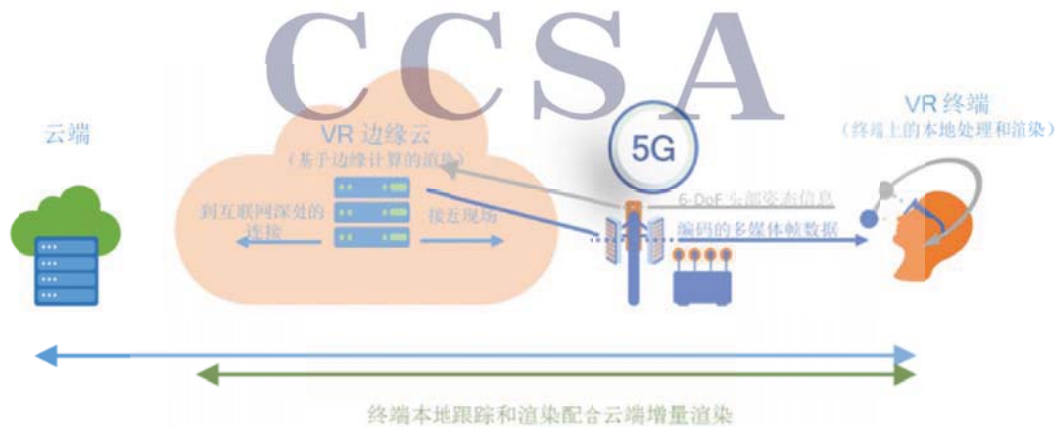 CCSA
云端
VR 边缘云
(基于边缘计算的渲染)
到互联网深处的
连接
接近现场
5G
VR 终端
(终端上的本地处理和渲染)
6-DoF 头部姿态信息
编码的多媒体帧数据
终端本地跟踪和渲染配合云端增量渲染